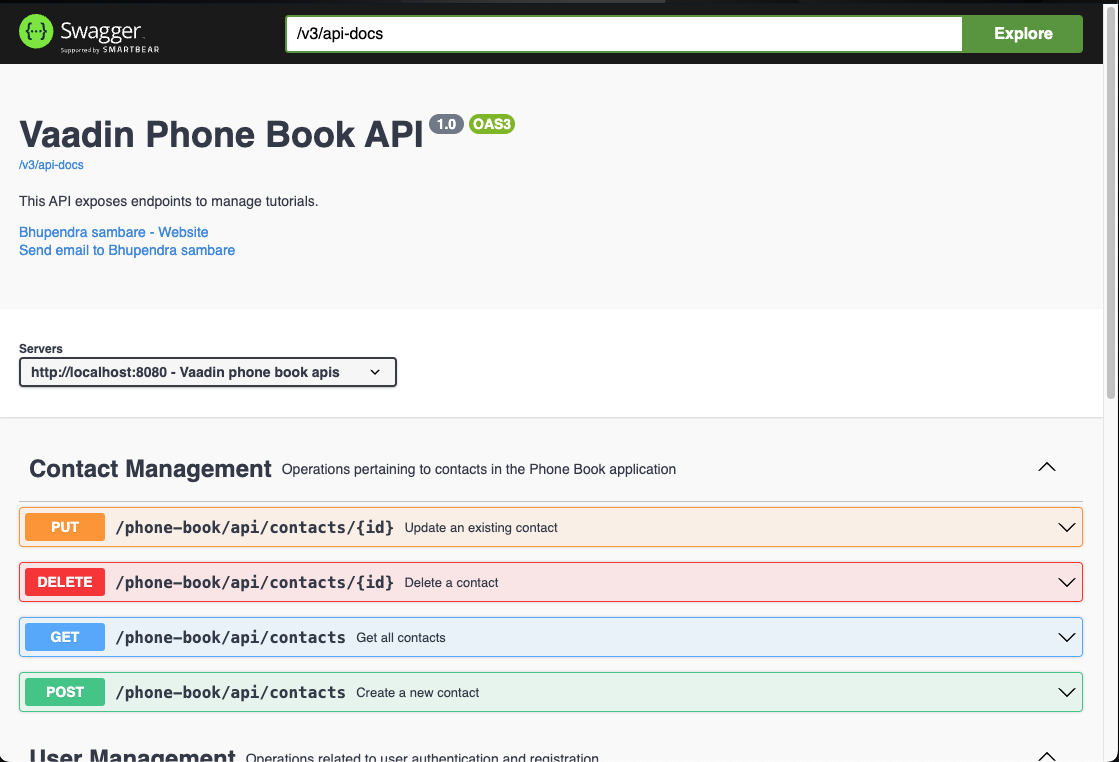 Swagger
Supported by SMARTBEAR
/v3/api-docs
Explore
Vaadin Phone Book API 1.0 OAS3
/v3/api-docs
This API exposes endpoints to manage tutorials.
Bhupendra sambare - Website
Send email to Bhupendra sambare
Servers
http://localhost:8080 - Vaadin phone book apis
Contact Management Operations pertaining to contacts in the Phone Book application
PUT /phone-book/api/contacts/{id} Update an existing contact
DELETE /phone-book/api/contacts/{id} Delete a contact
GET /phone-book/api/contacts Get all contacts
POST /phone-book/api/contacts Create a new contact
User Management Operations related to user authentication and registration